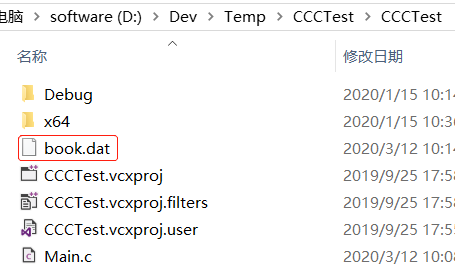 电脑 > software (D:) > Dev > Temp > CCCTest > CCCTest
名称 修改日期
Debug 2020/1/15 10:14
x64 2020/1/15 10:36
book.dat 2020/3/12 10:14
CCCTest.vcxproj 2019/9/25 17:58
CCCTest.vcxproj.filters 2019/9/25 17:58
CCCTest.vcxproj.user 2019/9/25 17:55
Main.c 2020/3/12 10:08